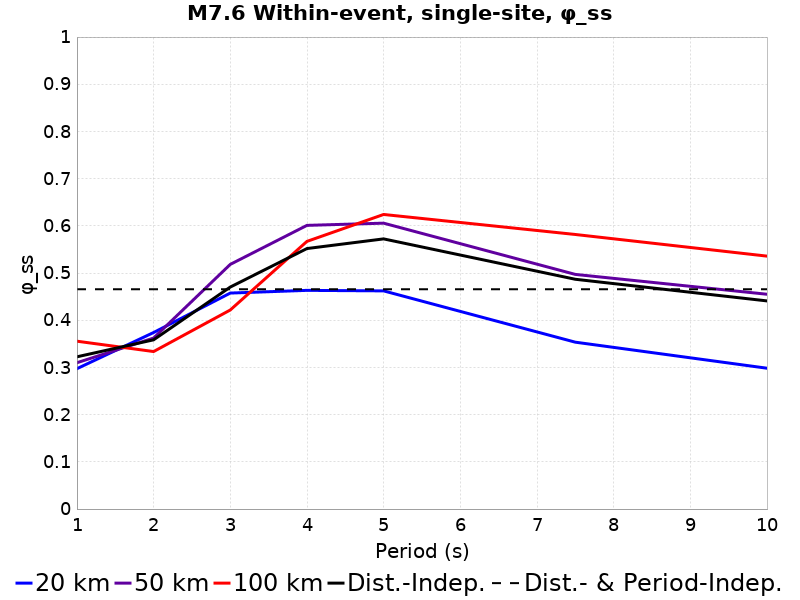 M7.6 Within-event, single-site, φ_ss
1
0.9
0.8
0.7
0.6
0.5
0.4
0.3
0.2
0.1
0
φ_ss
1 2 3 4 5 6 7 8 9 10
Period (s)
20 km 50 km 100 km Dist.-Indep. Dist.- & Period-Indep.